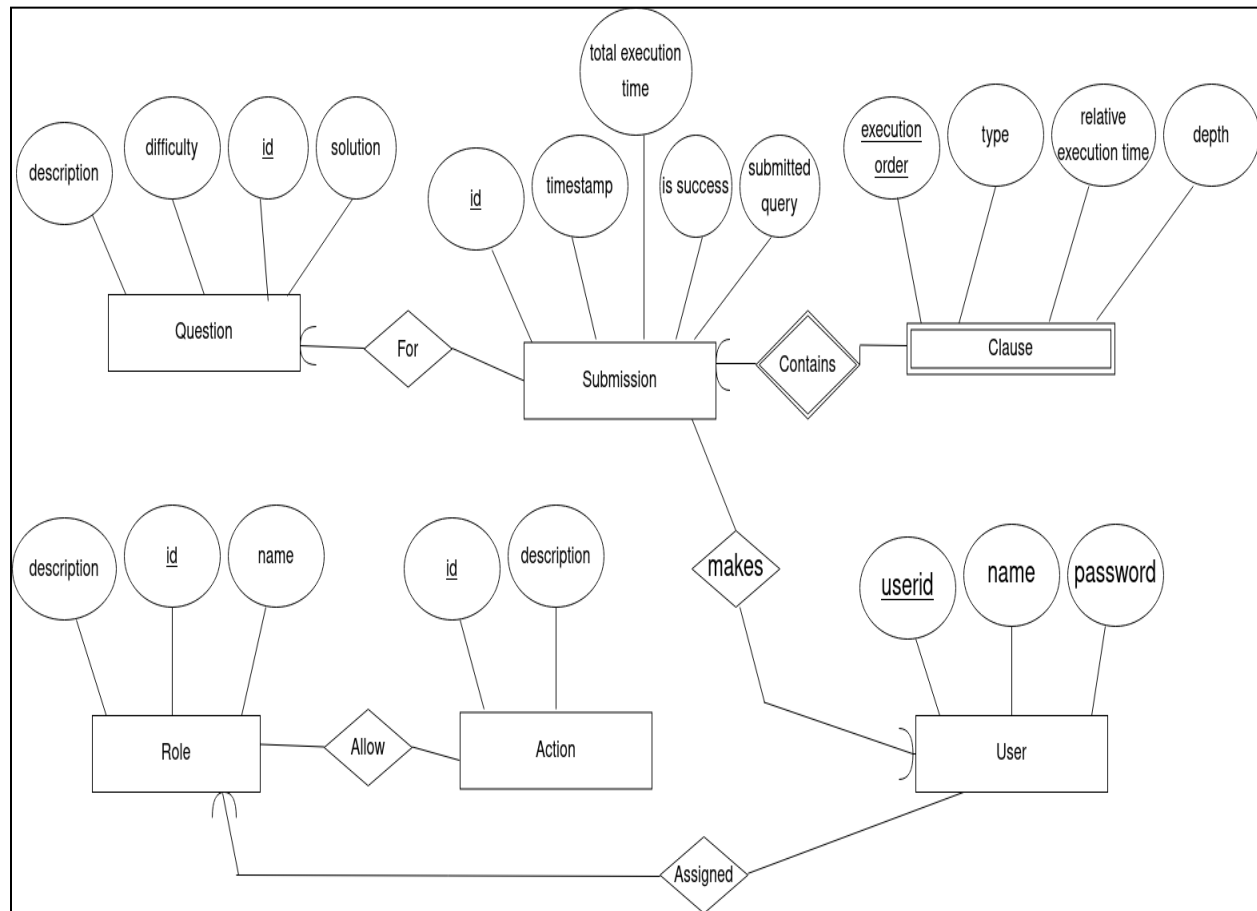 total execution
time
description
difficulty
id
solution
id
timestamp
is success
submitted
query
execution
order
type
relative
execution time
depth
Question
For
Submission
Contains
Clause
description
id
name
id
description
makes
userid
name
password
Role
Allow
Action
User
Assigned